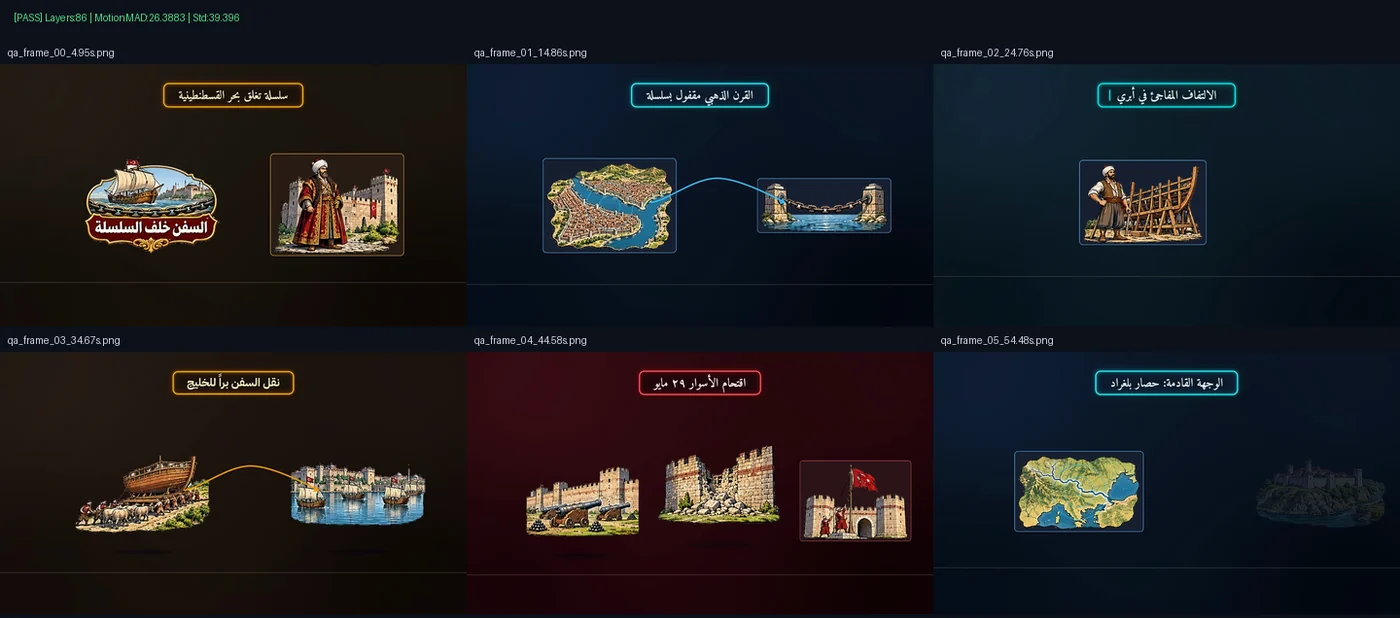 [PASS] Layers:86 | MotionMAD:26.3883 | Std:39.396
qa_frame_00_4.95s.png
qa_frame_01_14.86s.png
qa_frame_02_24.76s.png
سلسلة تغلق بحر القسطنطينية
القرن الذهبي مقفول بسلسلة
الالتفاف المفاجئ في أبري |
السفن خلف السلسلة
qa_frame_03_34.67s.png
qa_frame_04_44.58s.png
qa_frame_05_54.48s.png
نقل السفن براً للخليج
اقتحام الأسوار ٢٩ مايو
الوجهة القادمة: حصار بلغراد